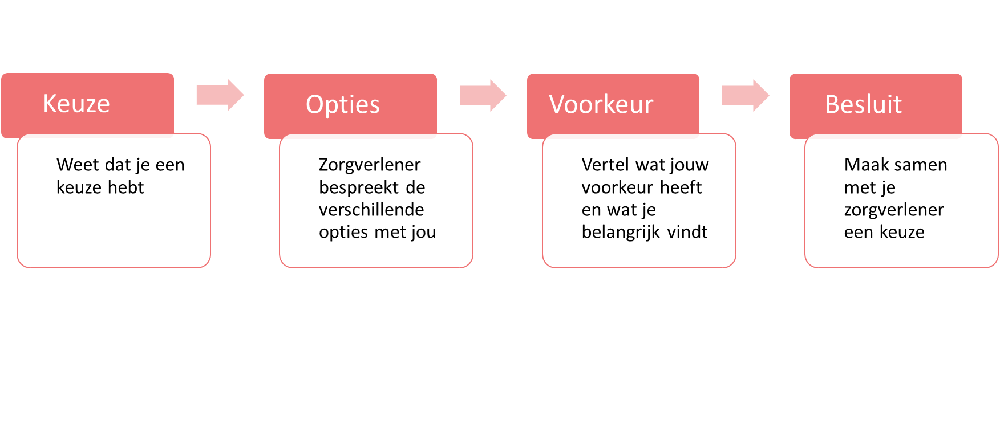 Keuze
Weet dat je een
keuze hebt
Opties
Zorgverlener
bespreekt de
verschillende
opties met jou
Voorkeur
Vertel wat jouw
voorkeur heeft
en wat je
belangrijk vindt
Besluit
Maak samen
met je
zorgverlener
een keuze